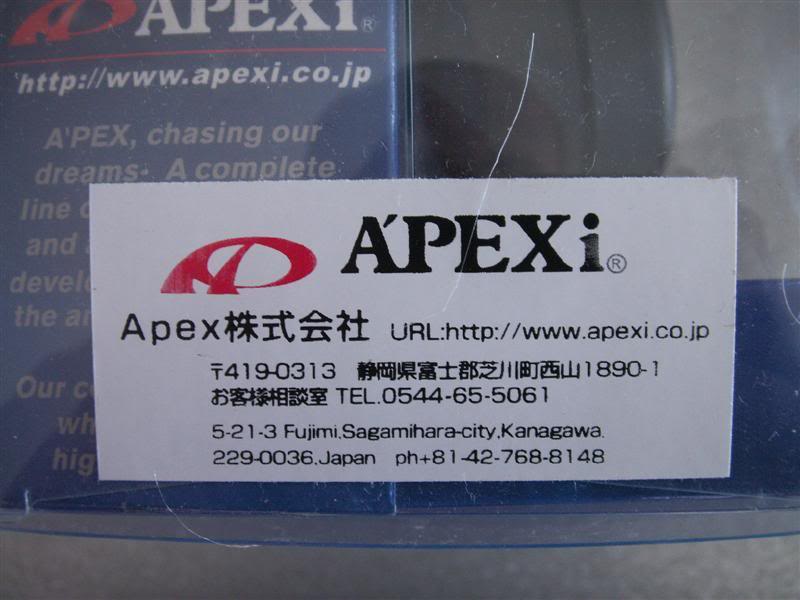 APEXi®
http://www.apexi.co.jp
A'PEX, chasing our
dreams- A complete
line
and
devel
the a
Our c
wh
hig
A'PEXi®
Apex株式会社 URL:http://www.apexi.co.jp
〒419-0313 静岡県富士郡芝川町西山1890-1
お客様相談室 TEL.0544-65-5061
5-21-3 Fujimi.Sagamihara-city.Kanagawa.
229-0036.Japan ph+81-42-768-8148